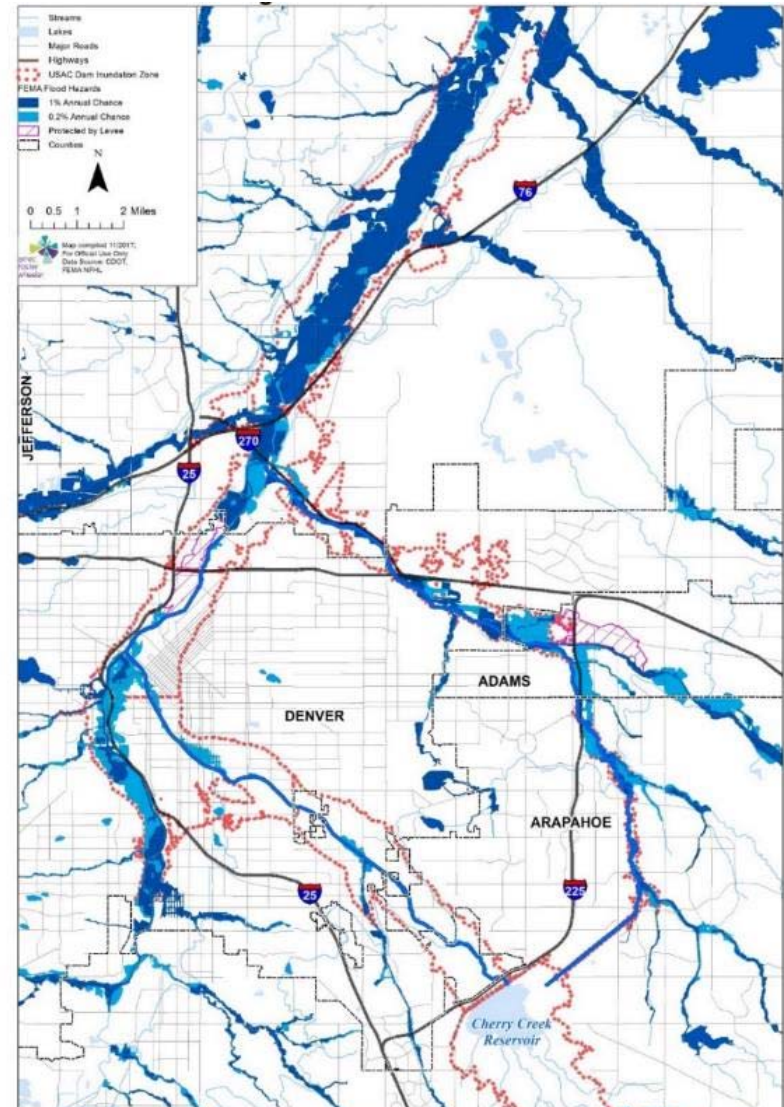 Streams
Lakes
Major Roads
Highways
USAC Dam Inundation Zone
FEMA Flood Hazards
1% Annual Chance
0.2% Annual Chance
Protected by Levee
Counties
N
0 0.5 1 2 Miles
Map compiled 11/2017;
For Official Use Only
Data Source: CDOT,
FEMA NFHL
76
JEFFERSON
270
25
ADAMS
DENVER
ARAPAHOE
25
225
Cherry Creek
Reservoir